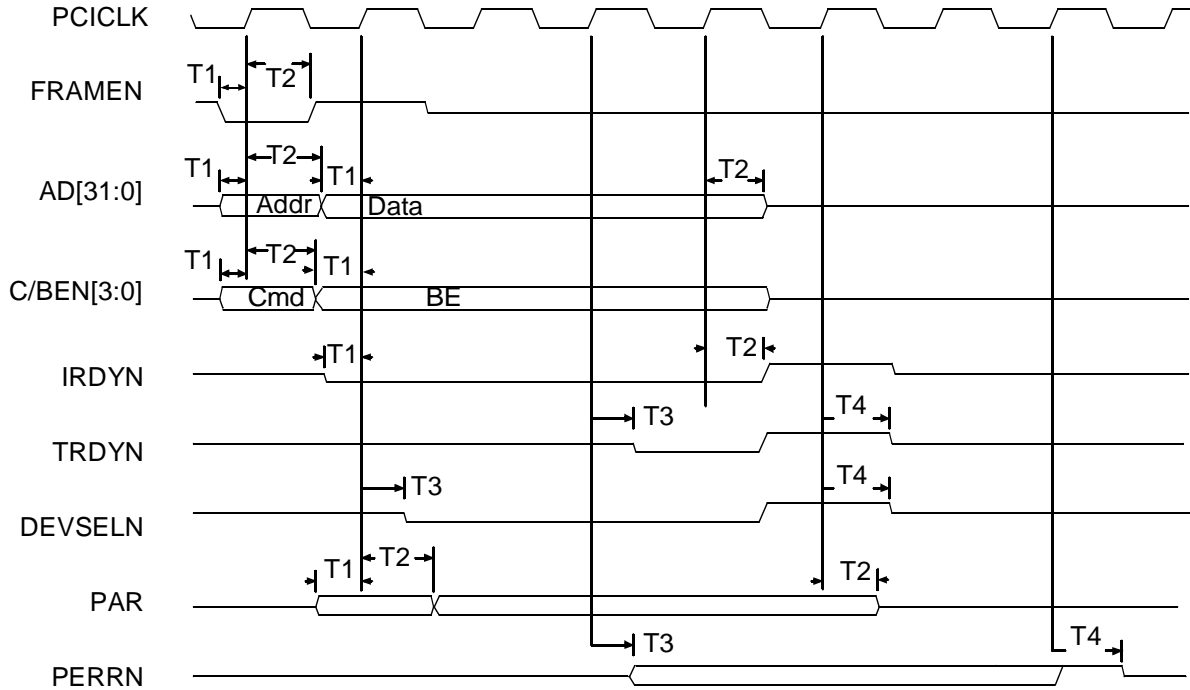 PCICLK
T1 T2
FRAMEN
T1 T2 T1 T2
AD[31:0] Addr Data
T1 T2 T1
C/BEN[3:0] Cmd BE
T1 T2
IRDYN
T3 T4
TRDYN
T3 T4
DEVSELN
T1 T2 T2
PAR
T3 T4
PERRN